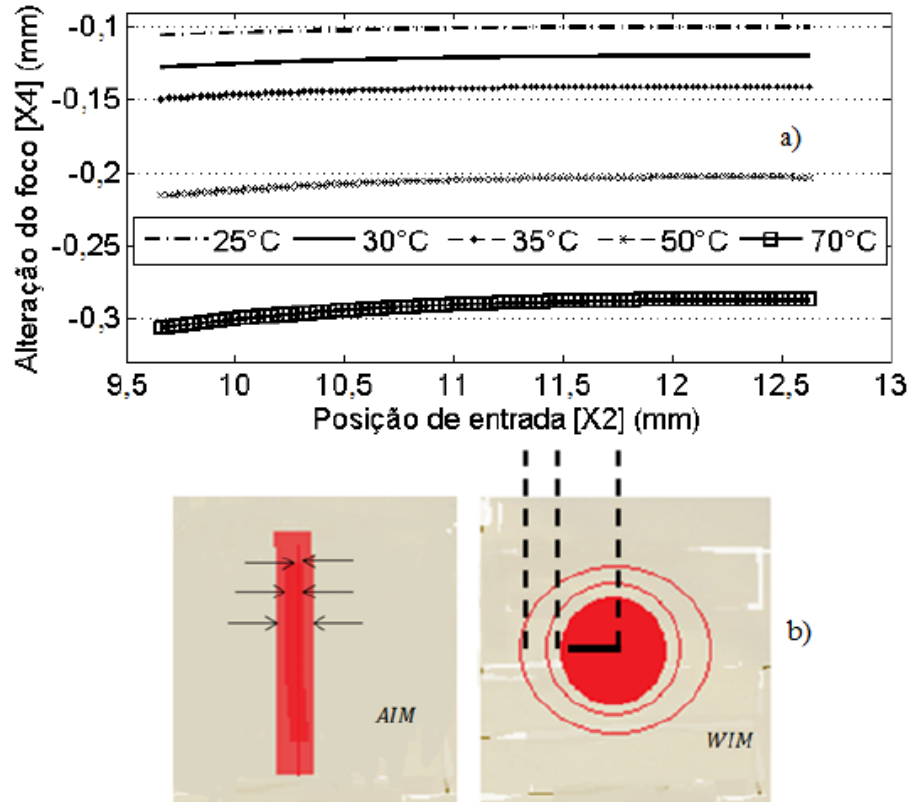 Alteração do foco [X4] (mm)
-0,1
-0,15
-0,2
-0,25
-0,3
a)
25°C 30°C 35°C 50°C 70°C
9,5 10 10,5 11 11,5 12 12,5 13
Posição de entrada [X2] (mm)
AIM
WIM
b)